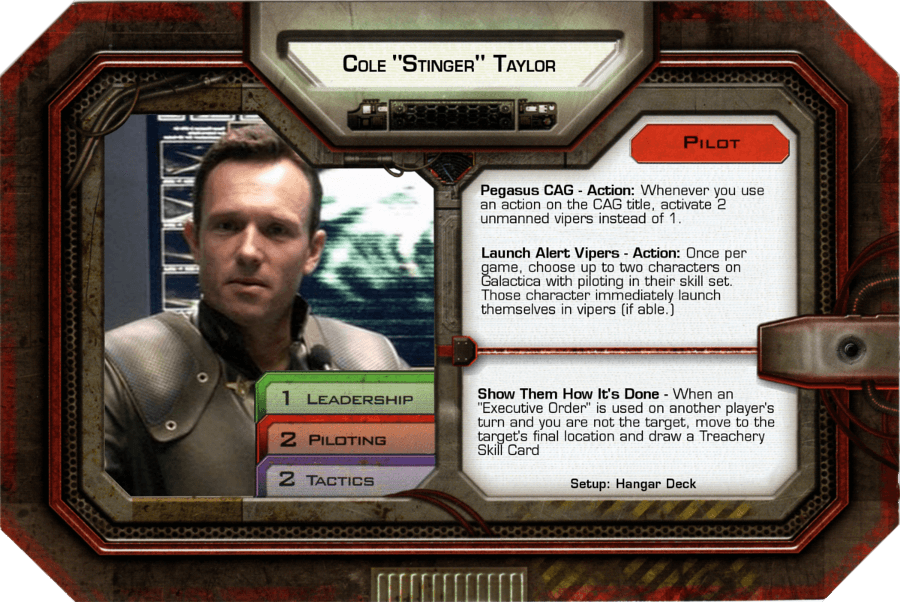 Cole "Stinger" Taylor
Pilot
Pegasus CAG - Action: Whenever you use
an action on the CAG title, activate 2
unmanned vipers instead of 1.
Launch Alert Vipers - Action: Once per
game, choose up to two characters on
Galactica with piloting in their skill set.
Those character immediately launch
themselves in vipers (if able.)
1 Leadership
2 Piloting
2 Tactics
Show Them How It's Done - When an
"Executive Order" is used on another player's
turn and you are not the target, move to the
target's final location and draw a Treachery
Skill Card
Setup: Hangar Deck